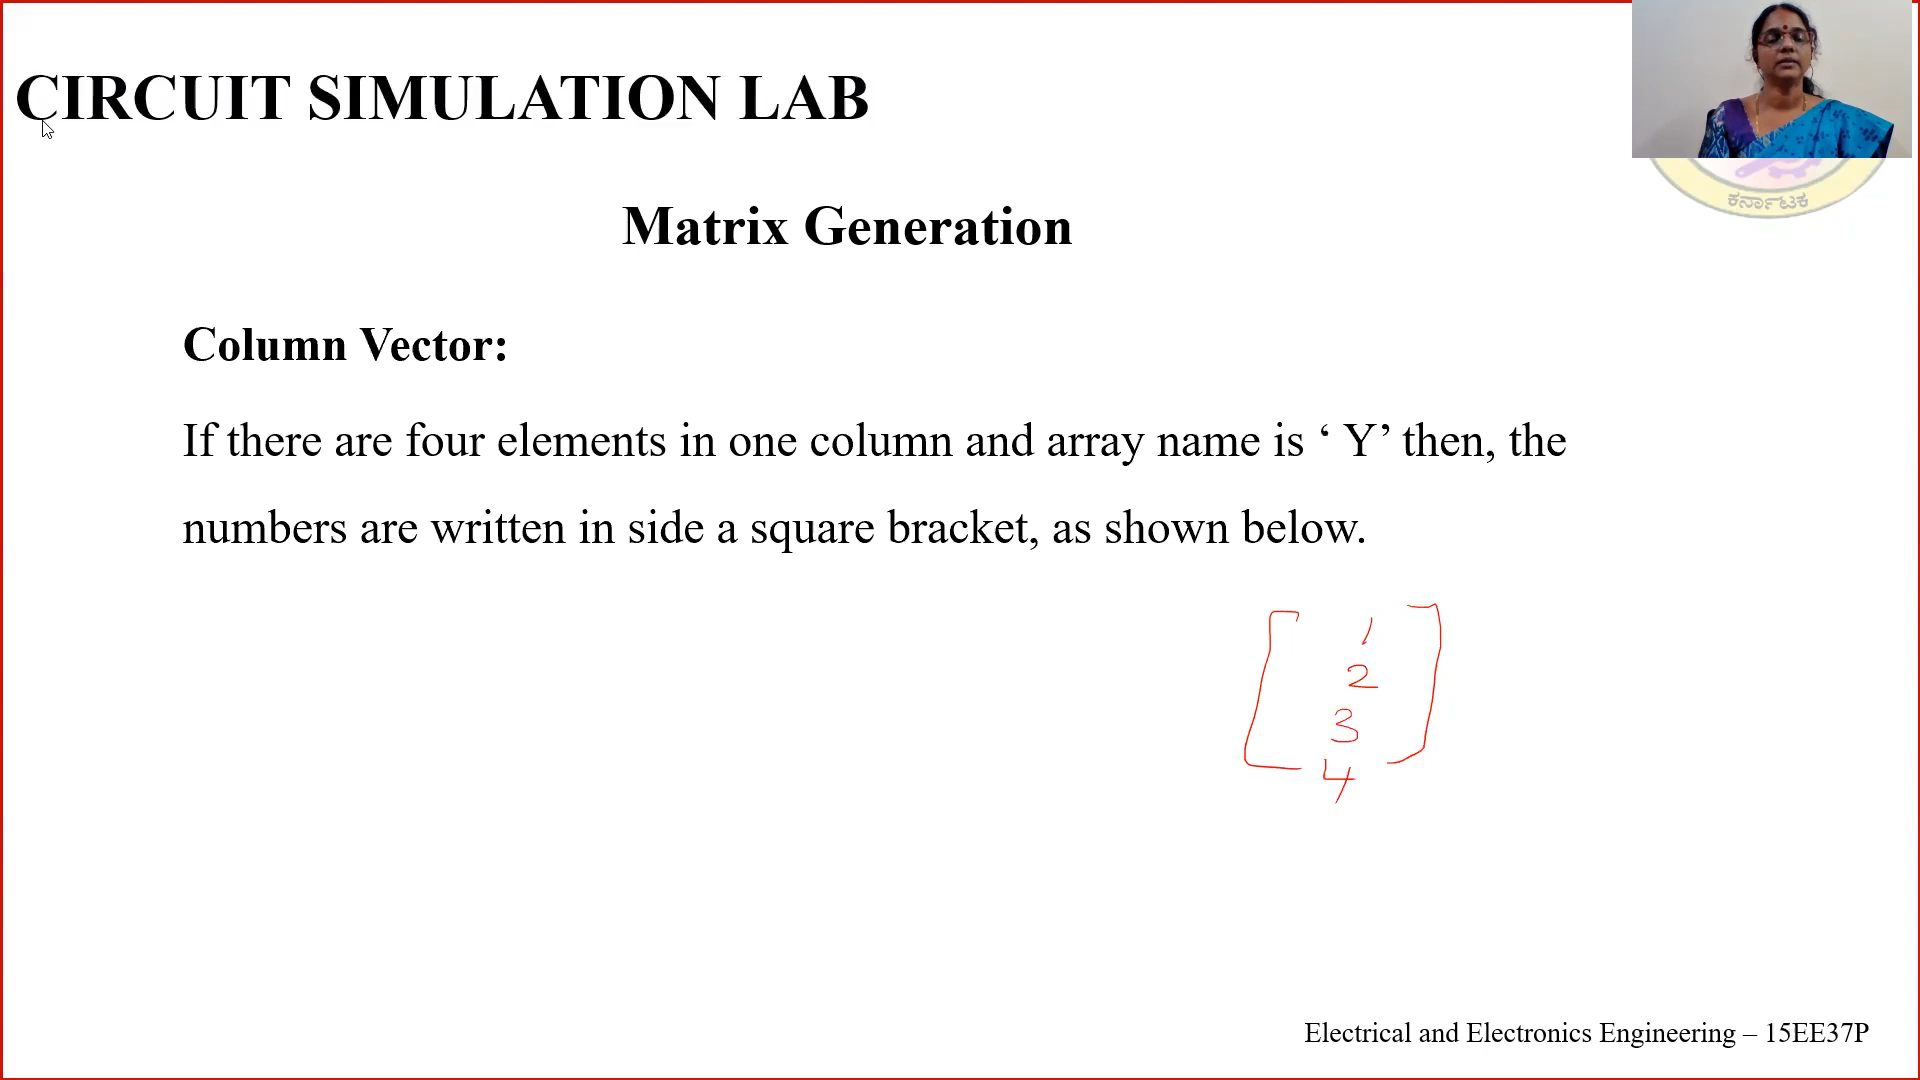 CIRCUIT SIMULATION LAB
ಕರ್ನಾಟಕ
Matrix Generation
Column Vector:
If there are four elements in one column and array name is ‘ Y’ then, the
numbers are written in side a square bracket, as shown below.
1
2
3
4
Electrical and Electronics Engineering – 15EE37P